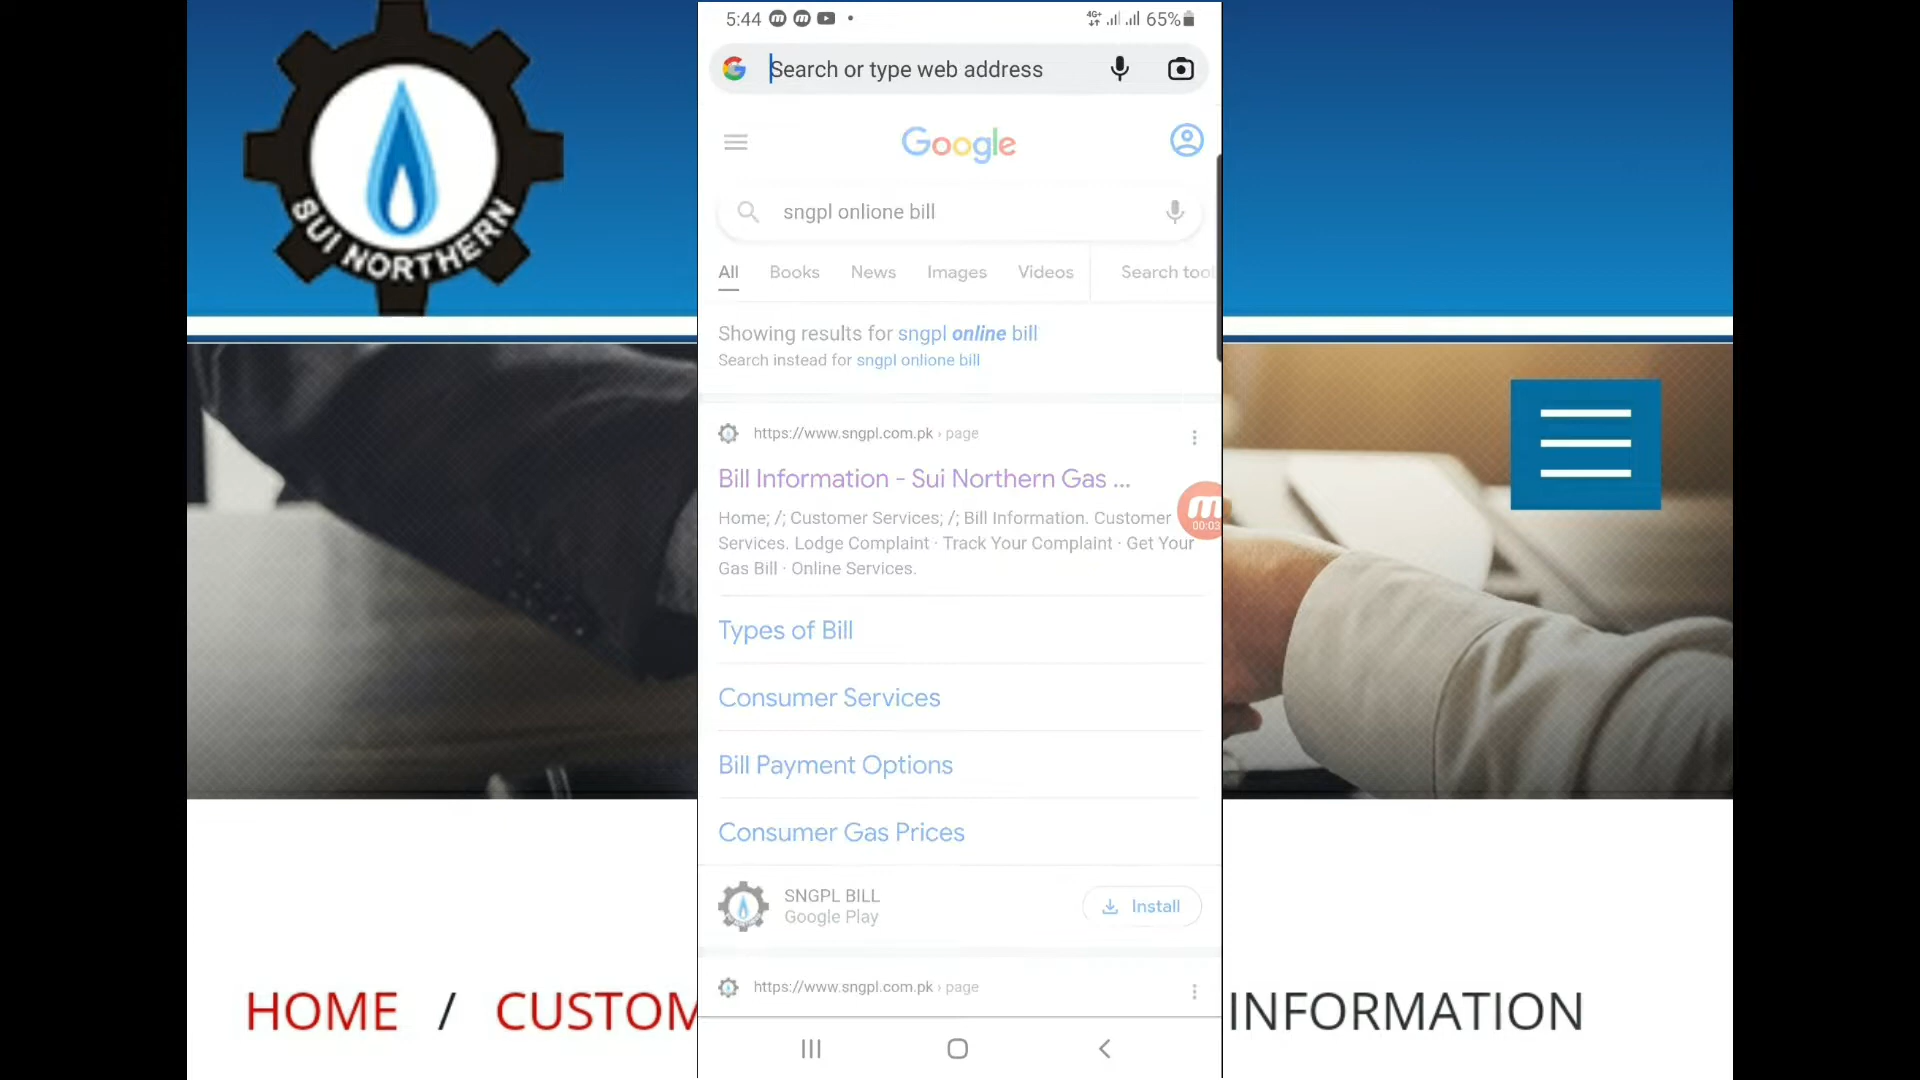 SUI NORTHERN
5:44
4G+ 65%
Search or type web address
Google
sngpl onlione bill
All Books News Images Videos Search tool
Showing results for sngpl online bill
Search instead for sngpl onlione bill
https://www.sngpl.com.pk › page
Bill Information - Sui Northern Gas ...
Home; /; Customer Services; /; Bill Information. Customer
Services. Lodge Complaint · Track Your Complaint · Get Your
Gas Bill · Online Services.
00:03
Types of Bill
Consumer Services
Bill Payment Options
Consumer Gas Prices
SNGPL BILL
Google Play
Install
https://www.sngpl.com.pk › page
HOME / CUSTOM INFORMATION